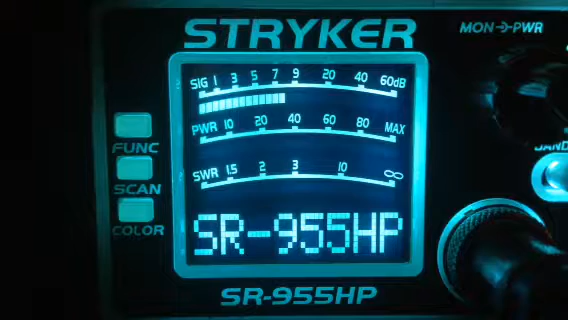 STRYKER
MON PWR
SIG 1 3 5 7 9 20 40 60dB
PWR 10 20 40 60 80 MAX
SWR 1.5 2 3 10 ∞
FUNC
SCAN
COLOR
SR-955HP
SR-955HP